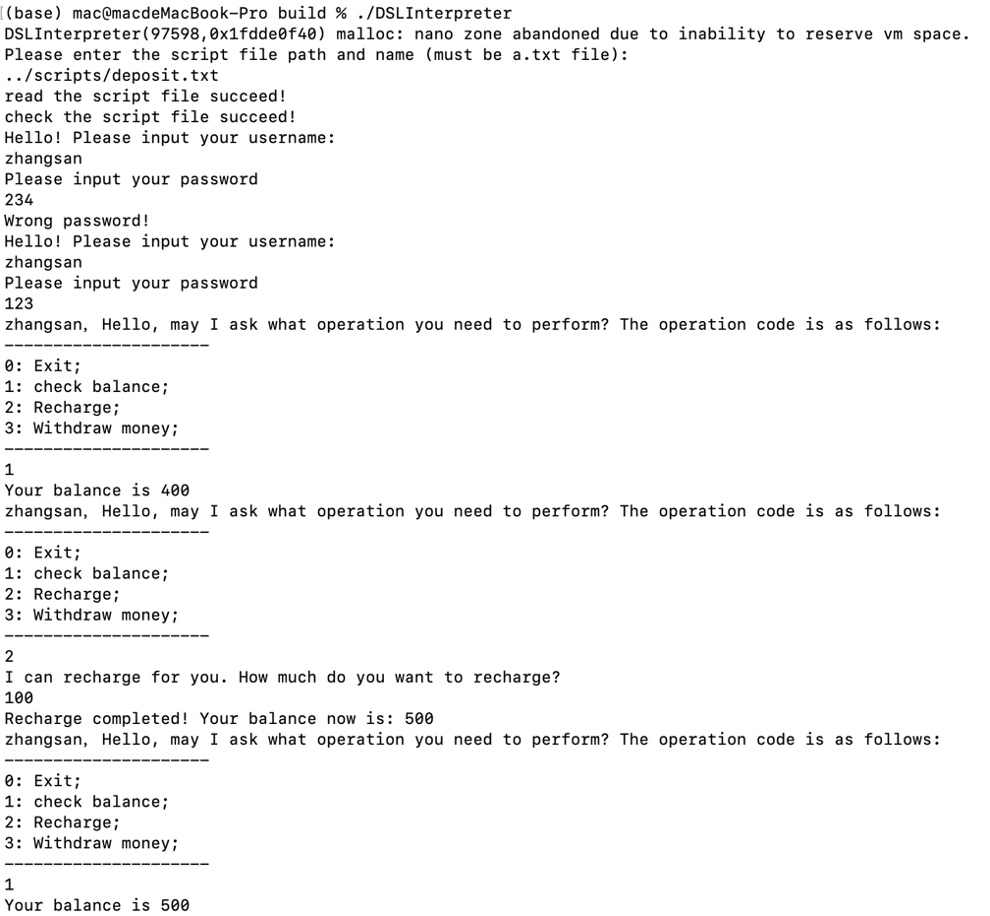 (base) mac@macdeMacBook-Pro build % ./DSLInterpreter
DSLInterpreter(97598,0x1fdde0f40) malloc: nano zone abandoned due to inability to reserve vm space.
Please enter the script file path and name (must be a.txt file):
../scripts/deposit.txt
read the script file succeed!
check the script file succeed!
Hello! Please input your username:
zhangsan
Please input your password
234
Wrong password!
Hello! Please input your username:
zhangsan
Please input your password
123
zhangsan, Hello, may I ask what operation you need to perform? The operation code is as follows:
---------------------
0: Exit;
1: check balance;
2: Recharge;
3: Withdraw money;
---------------------
1
Your balance is 400
zhangsan, Hello, may I ask what operation you need to perform? The operation code is as follows:
---------------------
0: Exit;
1: check balance;
2: Recharge;
3: Withdraw money;
---------------------
2
I can recharge for you. How much do you want to recharge?
100
Recharge completed! Your balance now is: 500
zhangsan, Hello, may I ask what operation you need to perform? The operation code is as follows:
---------------------
0: Exit;
1: check balance;
2: Recharge;
3: Withdraw money;
---------------------
1
Your balance is 500